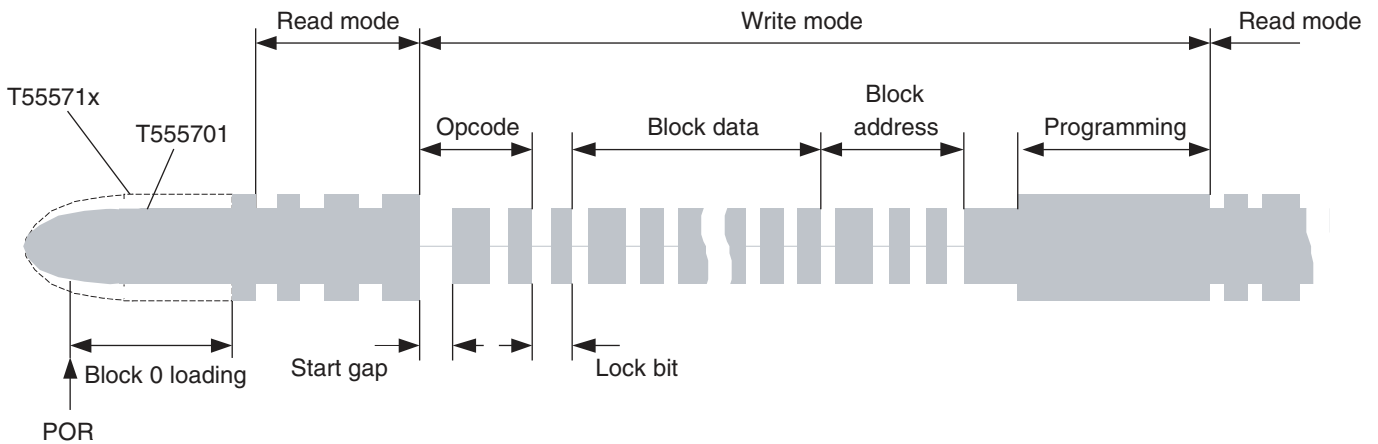 Read mode
Write mode
Read mode
T55571x
T555701
Opcode
Block data
Block
address
Programming
Block 0 loading
Start gap
Lock bit
POR